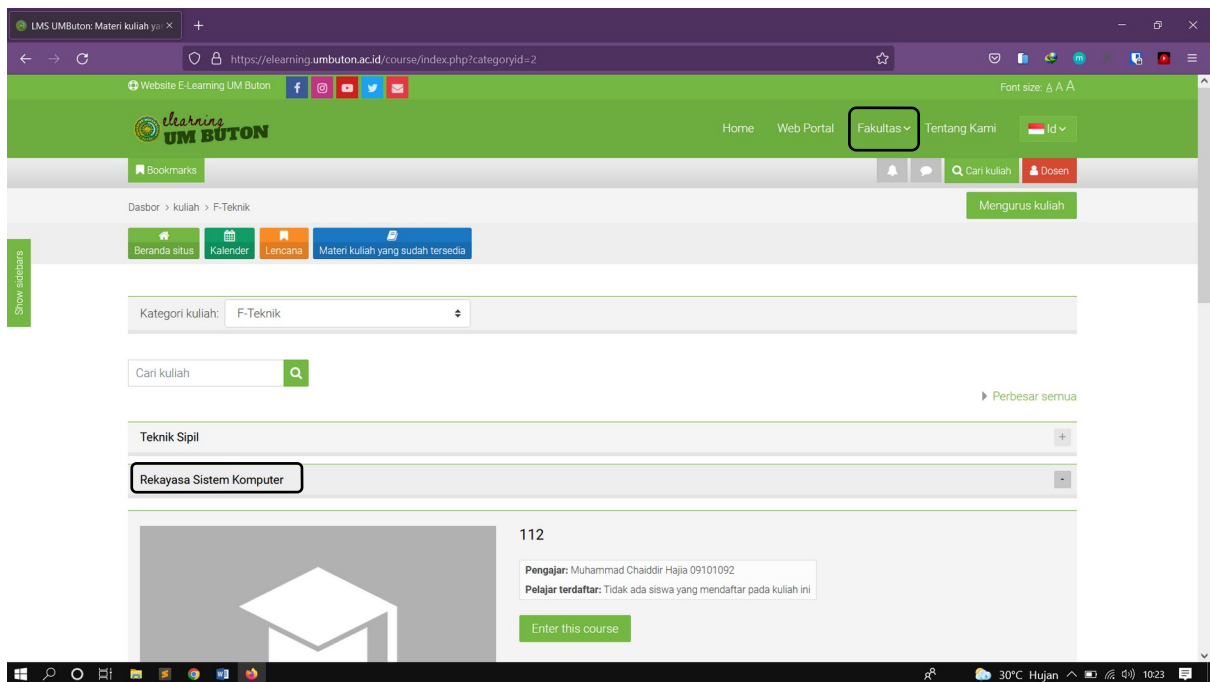 LMS UMButon: Materi kuliah ya
https://elearning.umbuton.ac.id/course/index.php?categoryid=2
Website E-Learning UM Buton
Font size: A A A
elearning
UM BUTON
Home Web Portal Fakultas Tentang Kami Id
Bookmarks
Cari kuliah Dosen
Dasbor > kuliah > F-Teknik
Mengurus kuliah
Beranda situs Kalender Lencana Materi kuliah yang sudah tersedia
Show sidebars
Kategori kuliah: F-Teknik
Cari kuliah
Perbesar semua
Teknik Sipil
Rekayasa Sistem Komputer
112
Pengajar: Muhammad Chaiddir Hajia 09101092
Pelajar terdaftar: Tidak ada siswa yang mendaftar pada kuliah ini
Enter this course
30°C Hujan 10:23